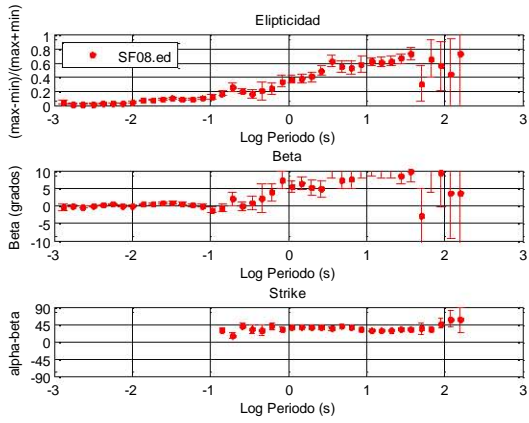 Elipticidad
(max-min)/(max+min)
1
0.8
0.6
0.4
0.2
0
SF08.ed
-3 -2 -1 0 1 2 3
Log Periodo (s)
Beta
Beta (grados)
10
5
0
-5
-10
-3 -2 -1 0 1 2 3
Log Periodo (s)
Strike
alpha-beta
90
45
0
-45
-90
-3 -2 -1 0 1 2 3
Log Periodo (s)